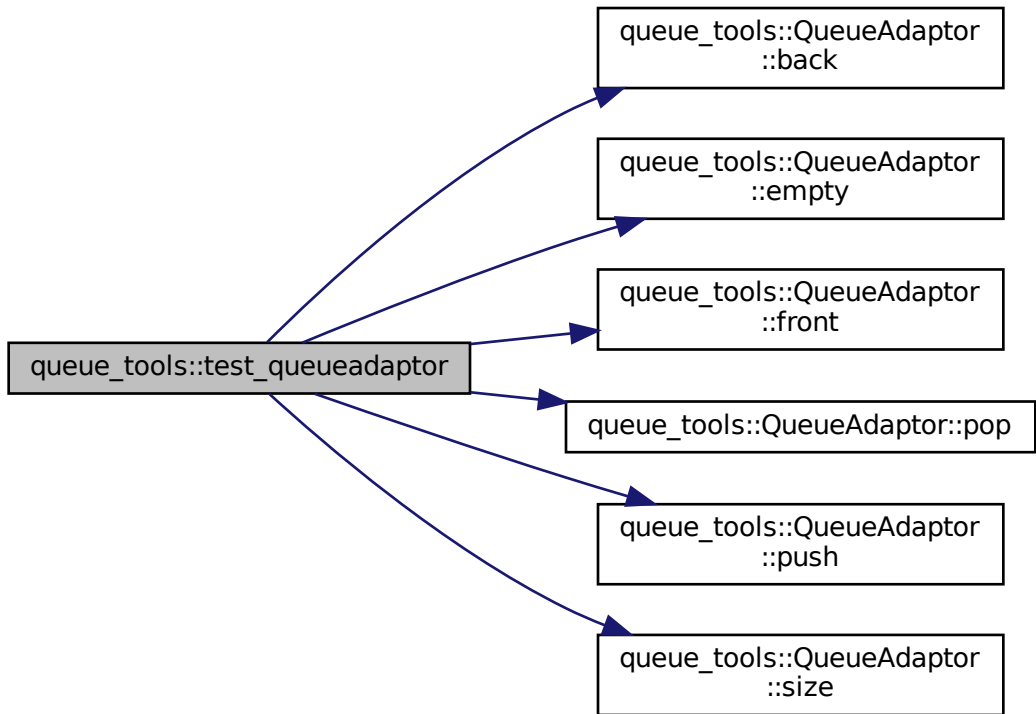 queue_tools::QueueAdaptor
::back
queue_tools::QueueAdaptor
::empty
queue_tools::QueueAdaptor
::front
queue_tools::test_queueadaptor
queue_tools::QueueAdaptor::pop
queue_tools::QueueAdaptor
::push
queue_tools::QueueAdaptor
::size